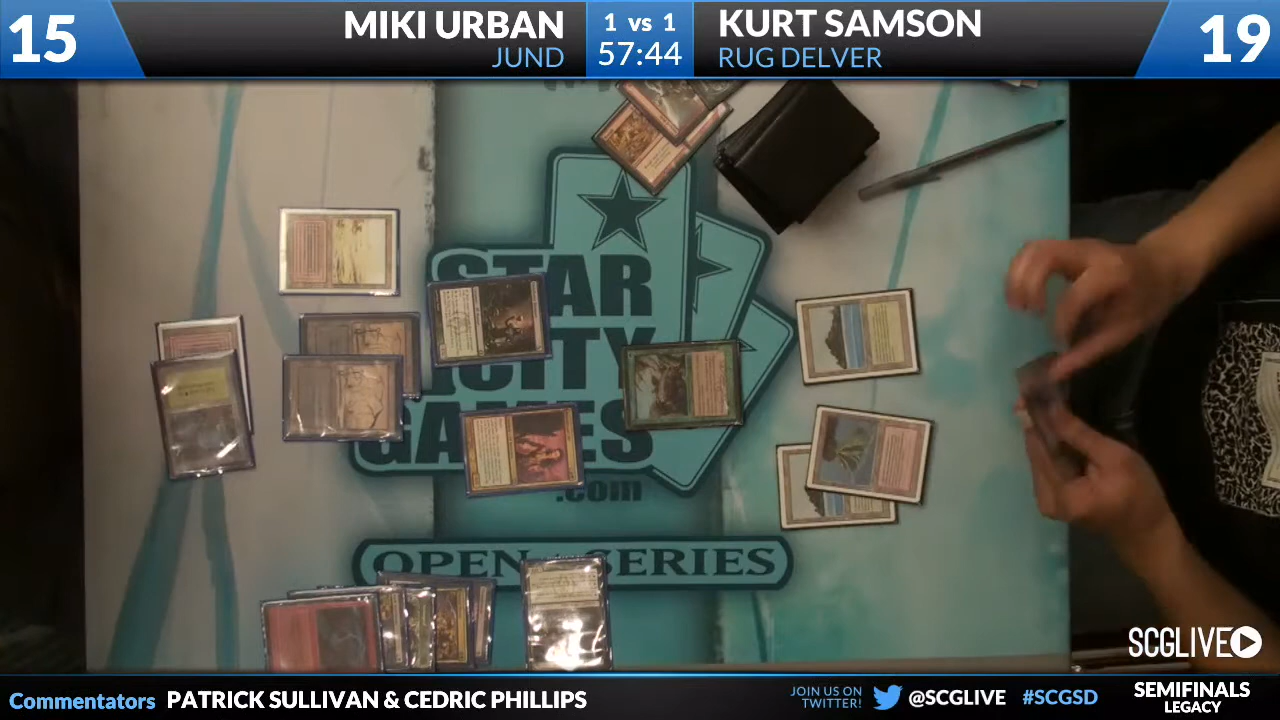 15
MIKI URBAN
JUND
1 vs 1
57:44
KURT SAMSON
RUG DELVER
19
STAR
CITY
GAMES
.com
OPEN SERIES
SCGLIVE
Commentators PATRICK SULLIVAN & CEDRIC PHILLIPS
JOIN US ON
TWITTER!
@SCGLIVE
#SCGSD
SEMIFINALS
LEGACY